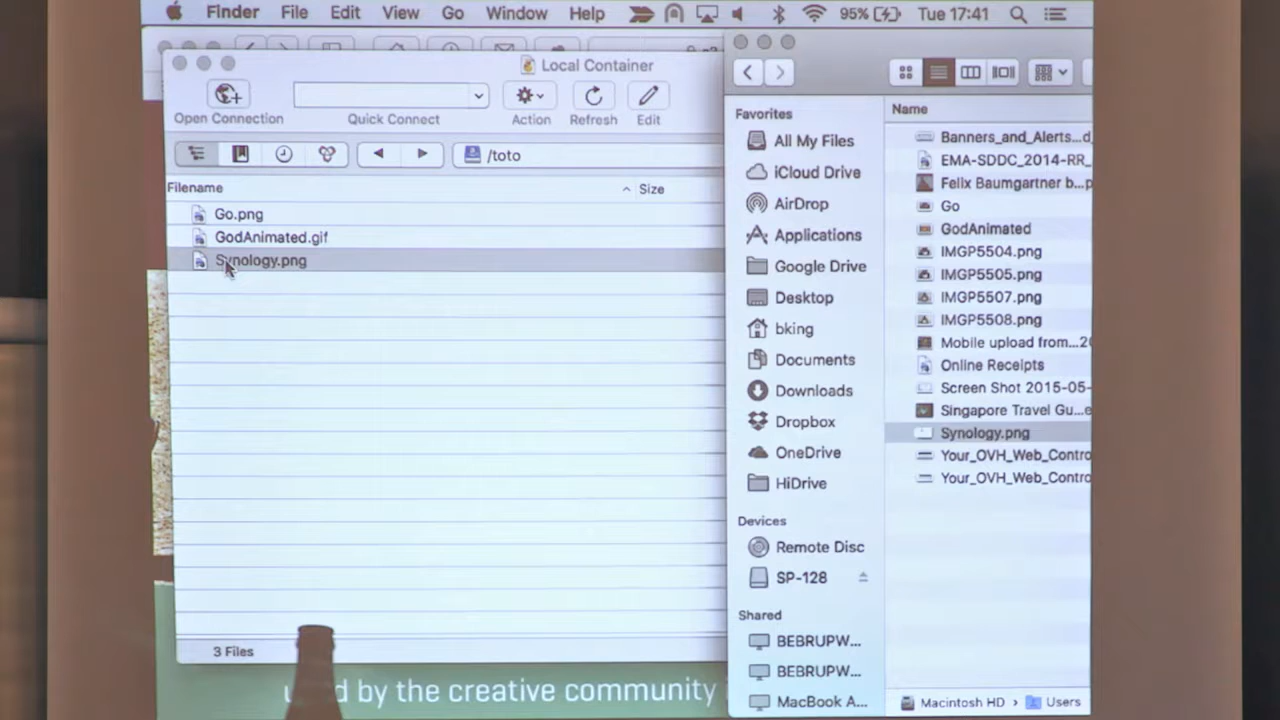 Finder File Edit View Go Window Help 95% Tue 17:41
Local Container
Open Connection Quick Connect Action Refresh Edit
/toto
Filename Size
Go.png
GodAnimated.gif
Synology.png
3 Files
by the creative community
Favorites
All My Files
iCloud Drive
AirDrop
Applications
Google Drive
Desktop
bking
Documents
Downloads
Dropbox
OneDrive
HiDrive
Devices
Remote Disc
SP-128
Shared
BEBRUPW...
BEBRUPW...
MacBook A...
Name
Banners_and_Alerts...d_
EMA-SDDC_2014-RR_
Felix Baumgartner b...p
Go
GodAnimated
IMGP5504.png
IMGP5505.png
IMGP5507.png
IMGP5508.png
Mobile upload from...20
Online Receipts
Screen Shot 2015-05-
Singapore Travel Gu...e
Synology.png
Your_OVH_Web_Contro
Your_OVH_Web_Contro
Macintosh HD › Users